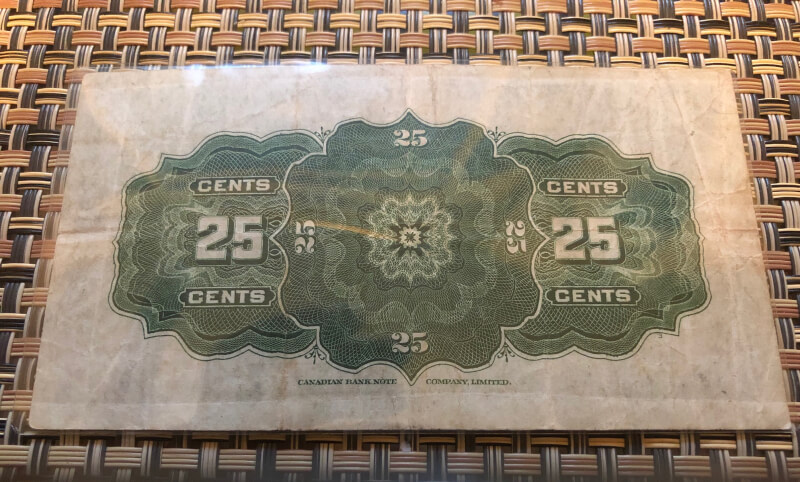 25
CENTS CENTS
25 25 25 25
CENTS CENTS
25
CANADIAN BANK NOTE COMPANY, LIMITED.